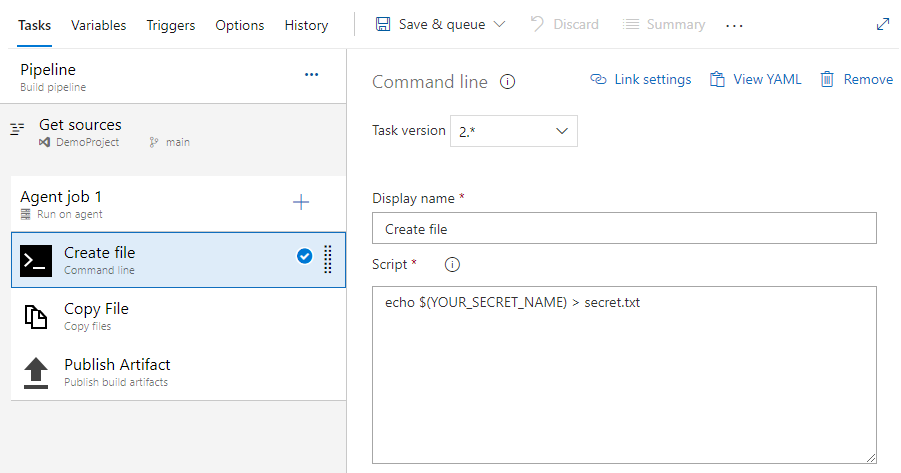 Tasks Variables Triggers Options History Save & queue Discard Summary ...
Pipeline ...
Build pipeline
Get sources
DemoProject main
Agent job 1
Run on agent
Create file
Command line
Copy File
Copy files
Publish Artifact
Publish build artifacts
Command line Link settings View YAML Remove
Task version 2.*
Display name *
Create file
Script *
echo $(YOUR_SECRET_NAME) > secret.txt